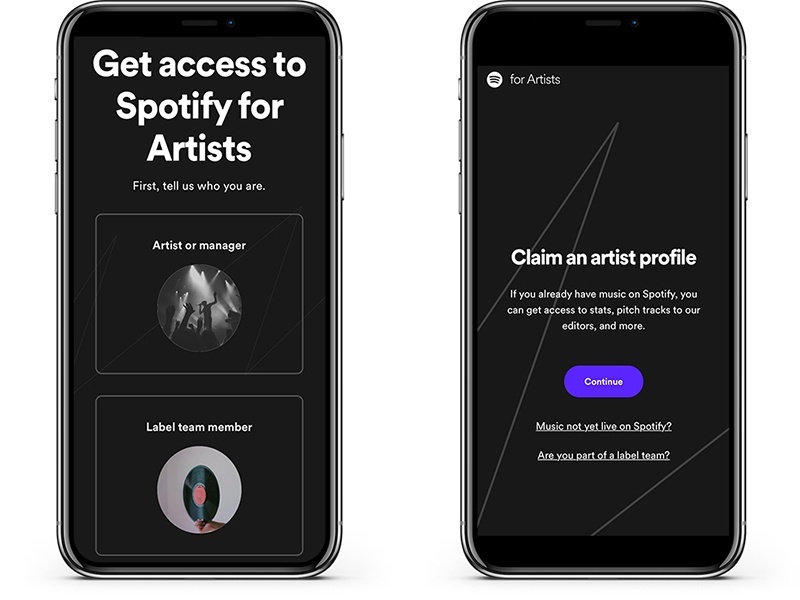 Get access to
Spotify for
Artists
First, tell us who you are.
Artist or manager
Label team member
for Artists
Claim an artist profile
If you already have music on Spotify, you
can get access to stats, pitch tracks to our
editors, and more.
Continue
Music not yet live on Spotify?
Are you part of a label team?